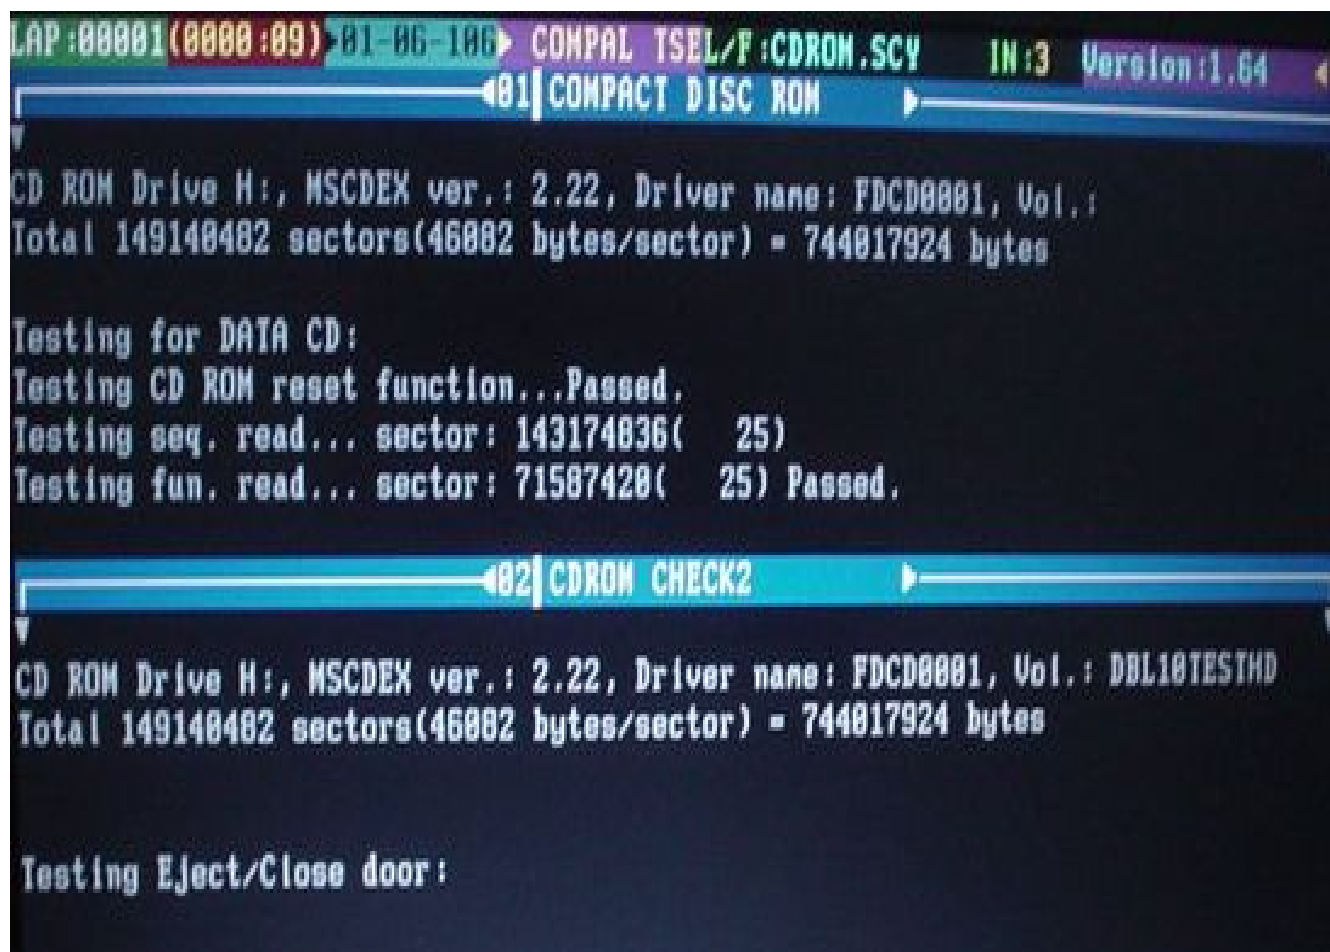 LAP:00001(0000:09) 01-06-106 COMPAL TSEL/F:CDROM.SCY IN:3 Version:1.64
01 COMPACT DISC ROM
CD ROM Drive H:, MSCDEX ver.: 2.22, Driver name: FDCD0001, Vol.:
Total 149140482 sectors(46082 bytes/sector) = 744017924 bytes
Testing for DATA CD:
Testing CD ROM reset function...Passed.
Testing seq. read... sector: 143174836( 25)
Testing fun. read... sector: 71587420( 25) Passed.
02 CDROM CHECK2
CD ROM Drive H:, MSCDEX ver.: 2.22, Driver name: FDCD0001, Vol.: DBL10TESTHD
Total 149140482 sectors(46082 bytes/sector) = 744017924 bytes
Testing Eject/Close door: